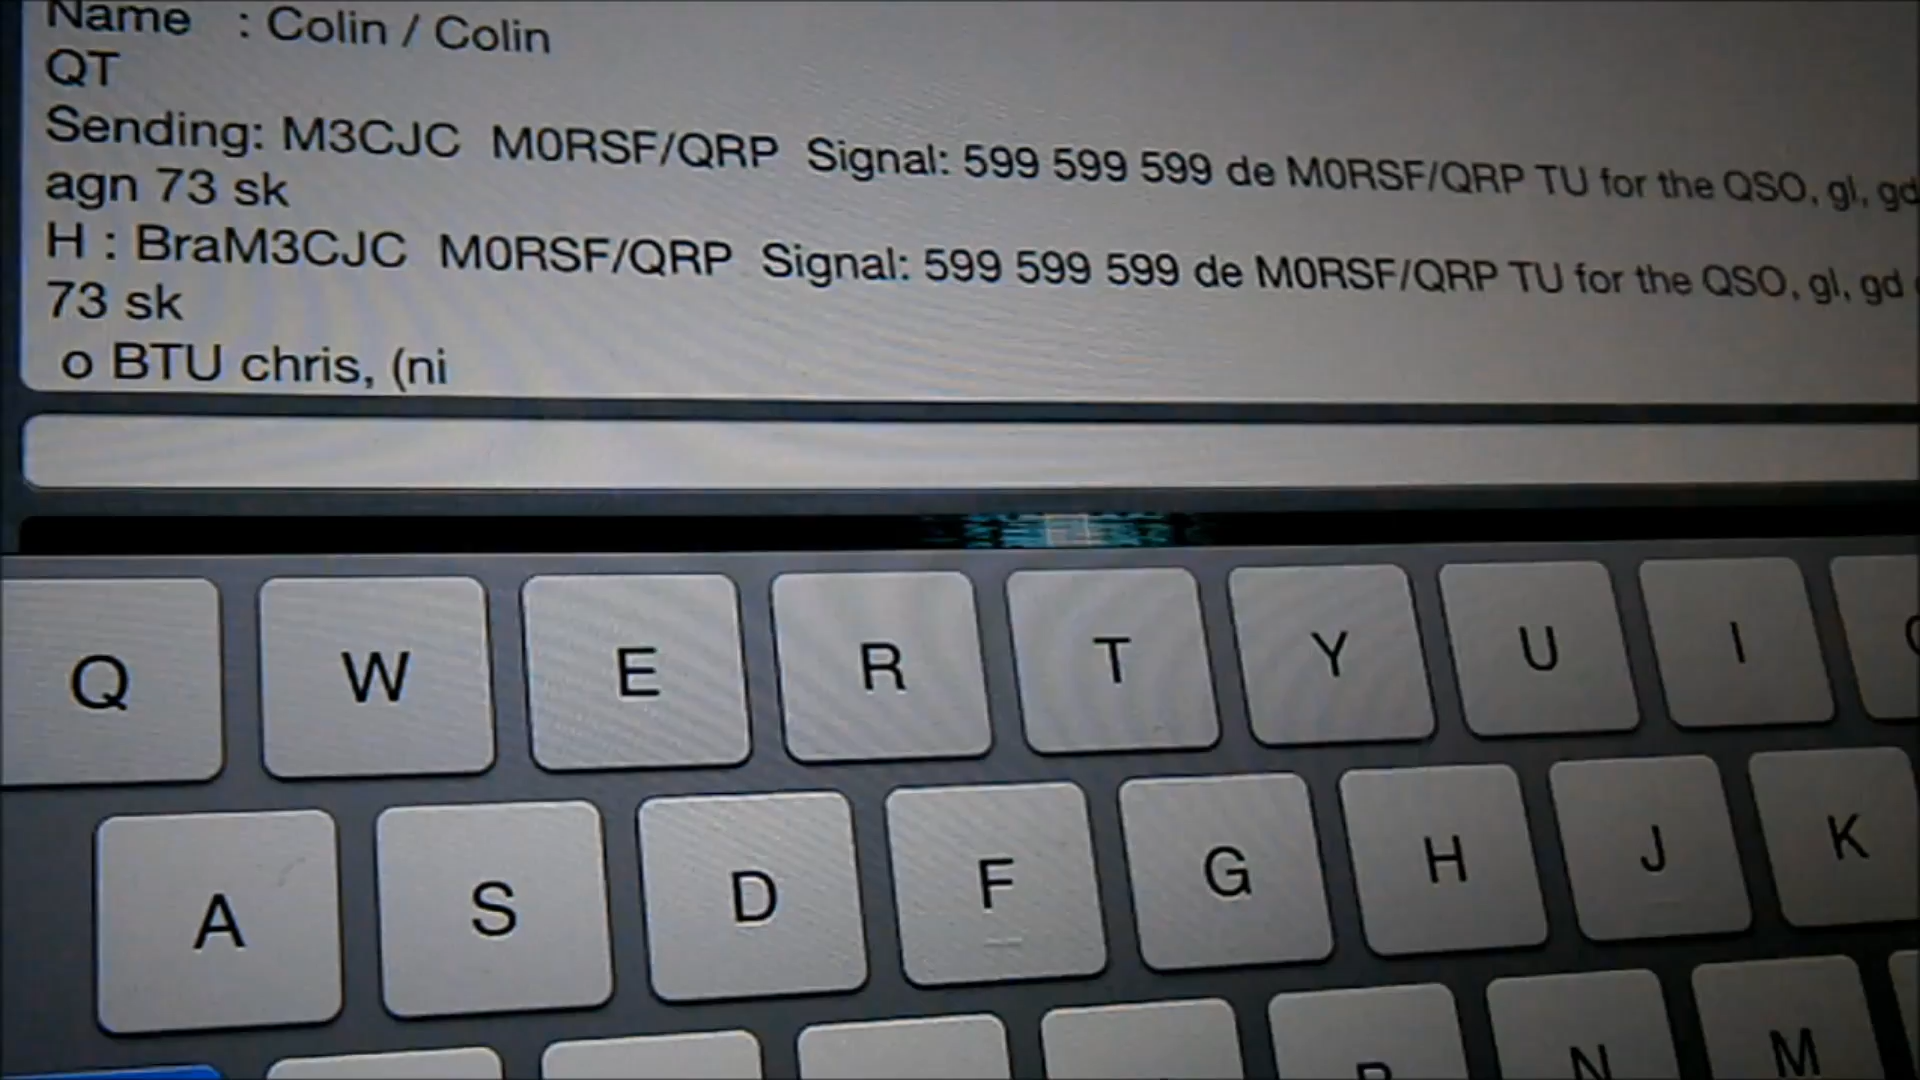 Name : Colin / Colin
QT
Sending: M3CJC M0RSF/QRP Signal: 599 599 599 de M0RSF/QRP TU for the QSO, gl, gd
agn 73 sk
H : BraM3CJC M0RSF/QRP Signal: 599 599 599 de M0RSF/QRP TU for the QSO, gl, gd
73 sk
o BTU chris, (ni
Q W E R T Y U I
A S D F G H J K
B N M